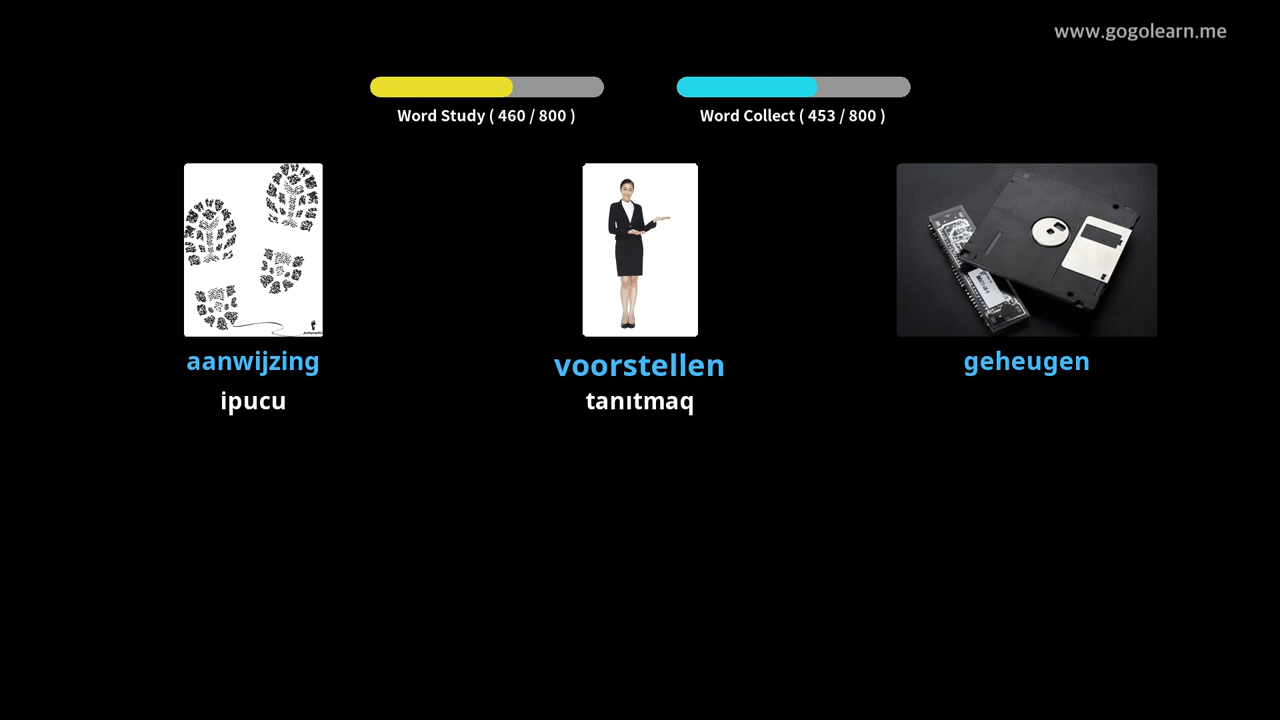 www.gogolearn.me
Word Study ( 460 / 800 )
Word Collect ( 453 / 800 )
aanwijzing
voorstellen
geheugen
ipucu
tanıtmaq